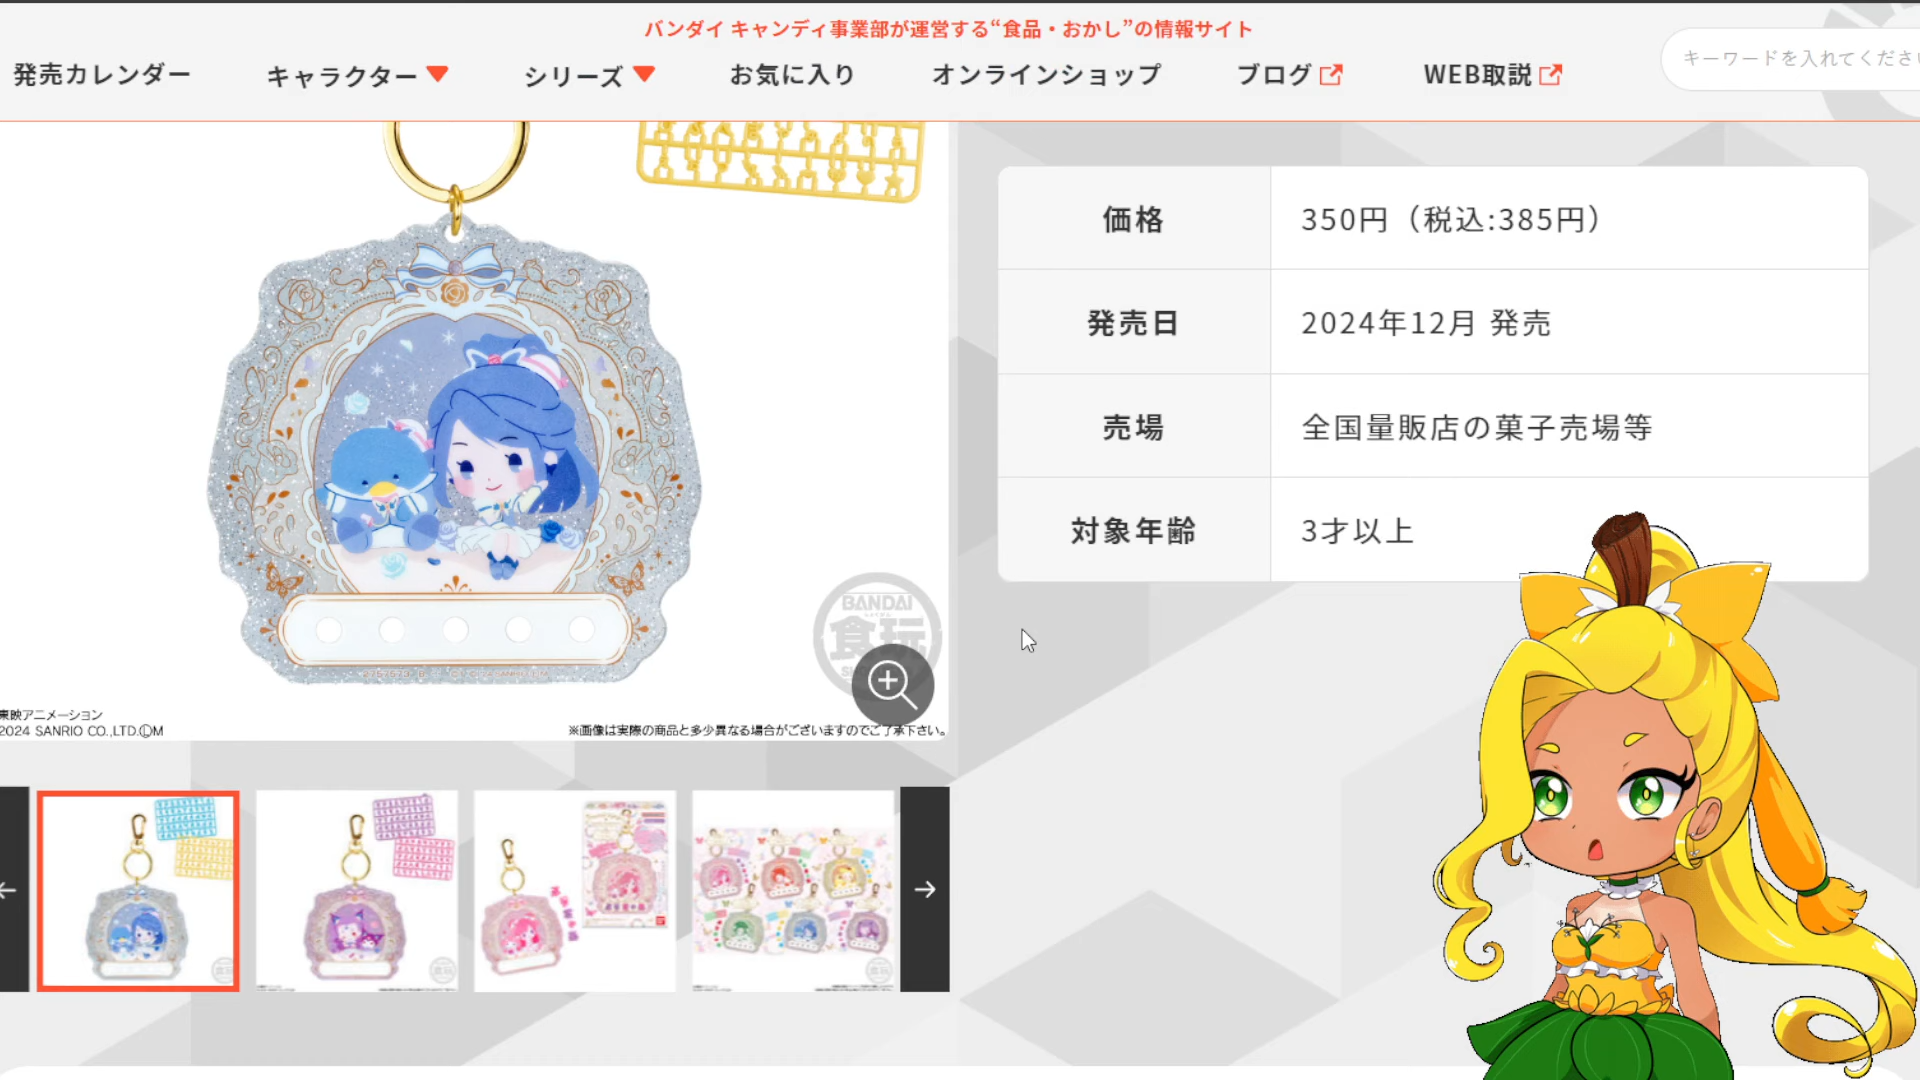 バンダイ キャンディ事業部が運営する“食品・おかし”の情報サイト
発売カレンダー
キャラクター
シリーズ
お気に入り
オンラインショップ
ブログ
WEB取説
キーワードを入れてくださ
価格
350円（税込:385円）
発売日
2024年12月 発売
売場
全国量販店の菓子売場等
対象年齢
3才以上
BANDAI
食玩
東映アニメーション
2024 SANRIO CO.,LTD.ⒸM
※画像は実際の商品と多少異なる場合がございますのでご了承下さい。